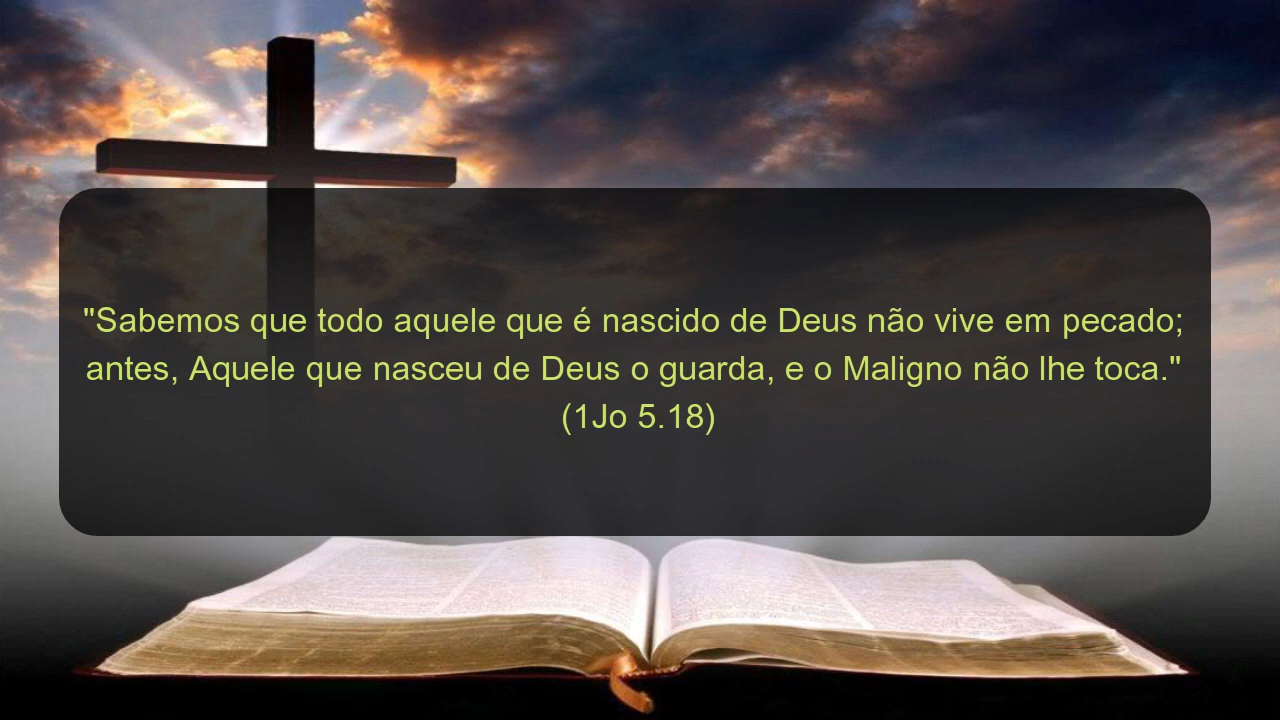 "Sabemos que todo aquele que é nascido de Deus não vive em pecado;
antes, Aquele que nasceu de Deus o guarda, e o Maligno não lhe toca."
(1Jo 5.18)